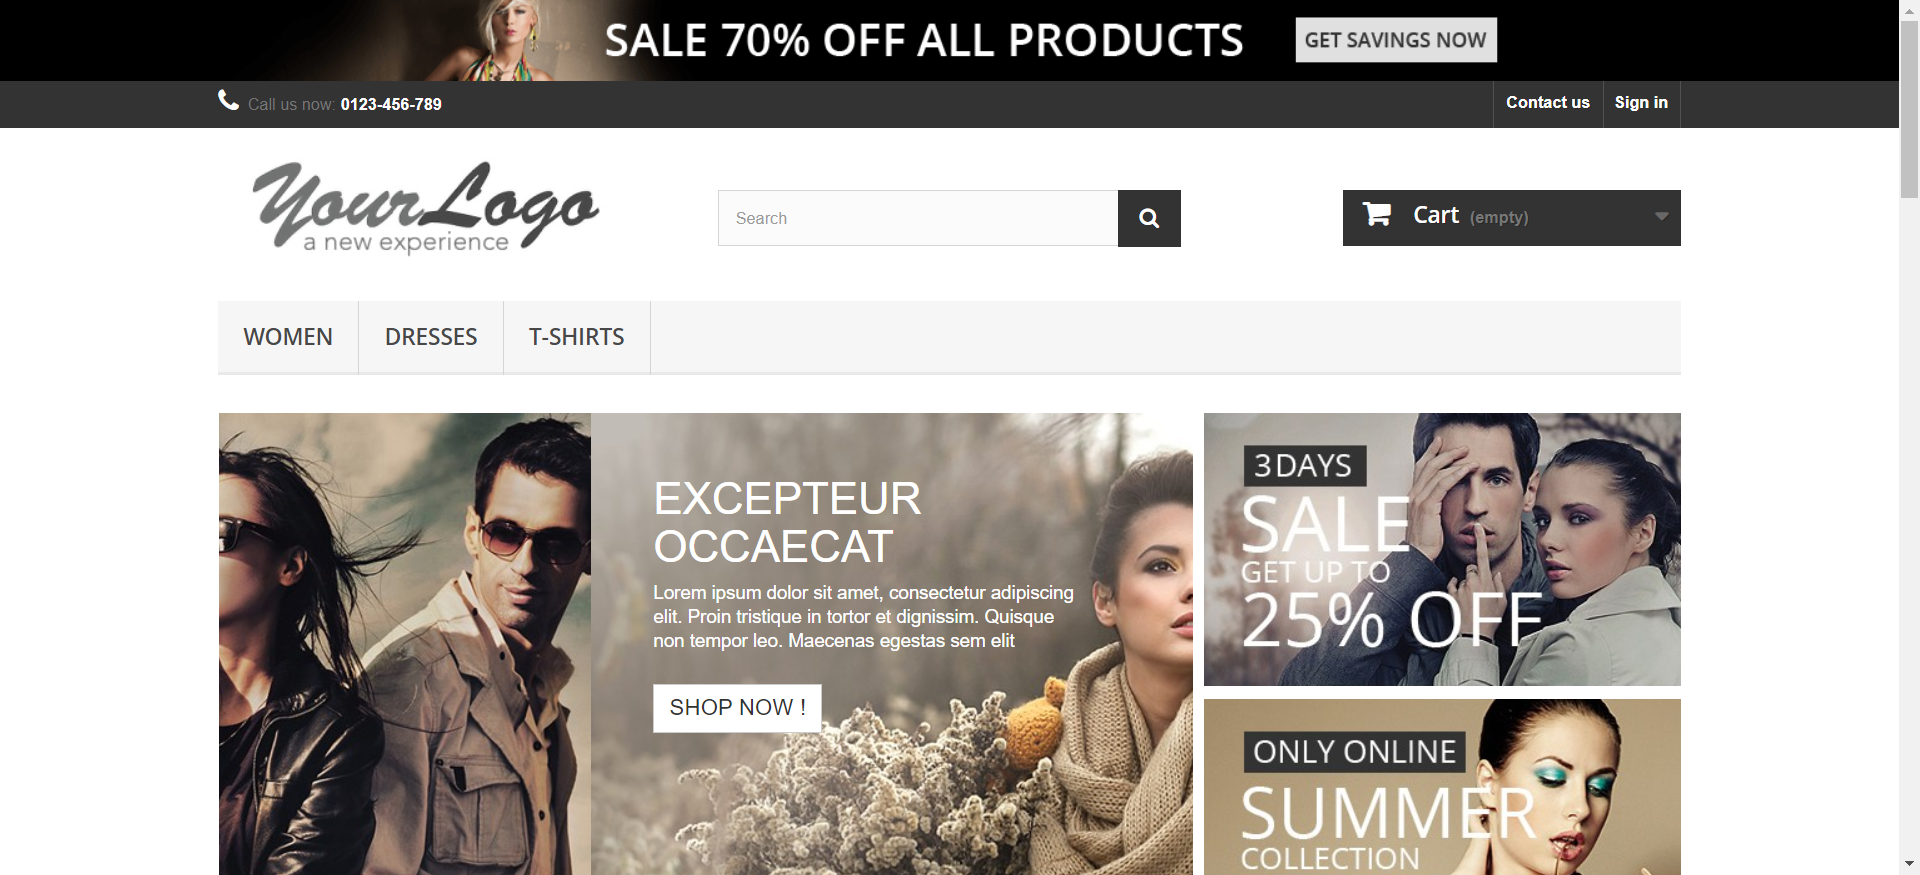 SALE 70% OFF ALL PRODUCTS GET SAVINGS NOW
Call us now: 0123-456-789 Contact us Sign in
YourLogo
a new experience
Search
Cart (empty)
WOMEN DRESSES T-SHIRTS
EXCEPTEUR
OCCAECAT
Lorem ipsum dolor sit amet, consectetur adipiscing
elit. Proin tristique in tortor et dignissim. Quisque
non tempor leo. Maecenas egestas sem elit
SHOP NOW !
3 DAYS
SALE
GET UP TO
25% OFF
ONLY ONLINE
SUMMER
COLLECTION